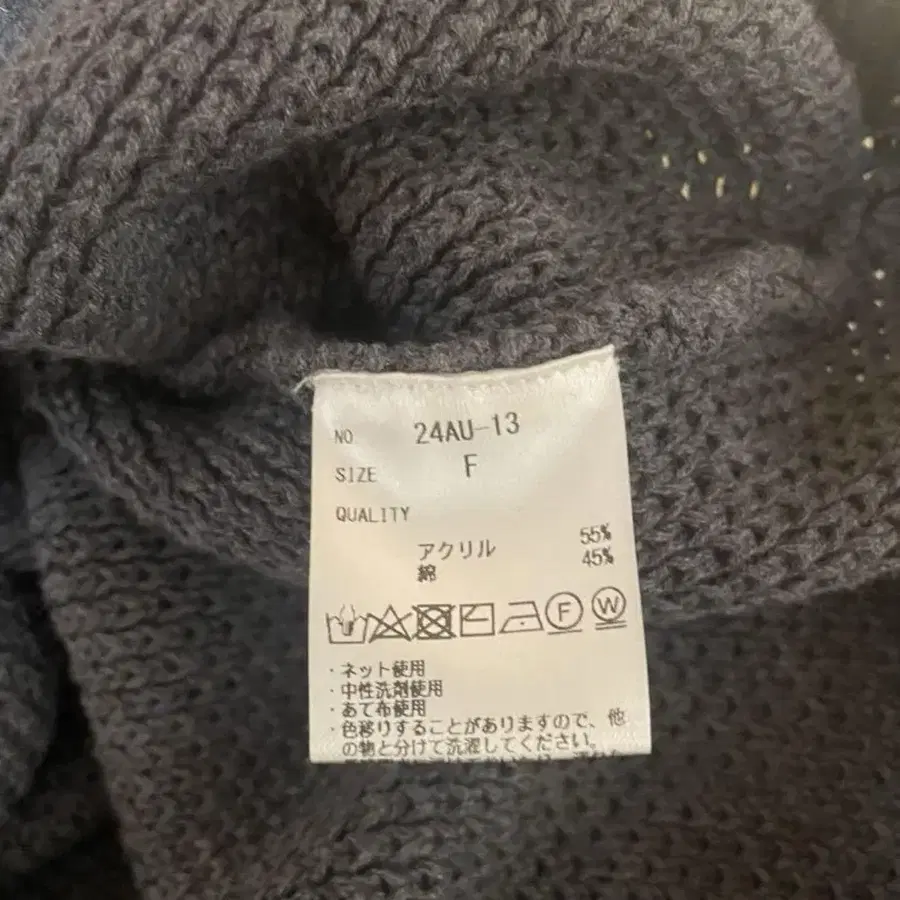 NO 24AU-13
SIZE F
QUALITY
アクリル 55%
綿 45%
F W
・ネット使用
・中性洗剤使用
・あて布使用
・色移りすることがありますので、他
の物と分けて洗濯してください。